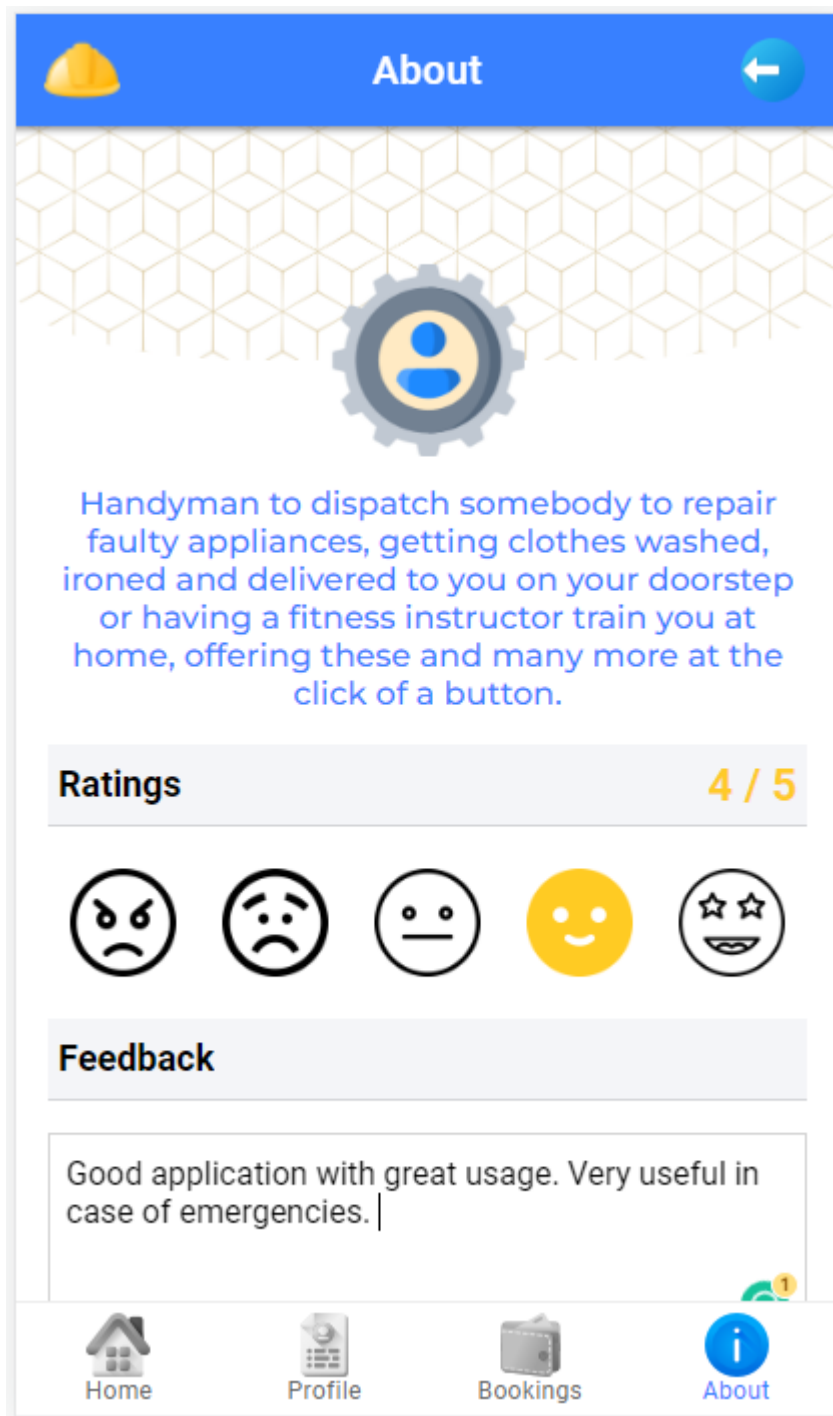 About
Handyman to dispatch somebody to repair
faulty appliances, getting clothes washed,
ironed and delivered to you on your doorstep
or having a fitness instructor train you at
home, offering these and many more at the
click of a button.
Ratings 4 / 5
Feedback
Good application with great usage. Very useful in
case of emergencies.
1
Home Profile Bookings About